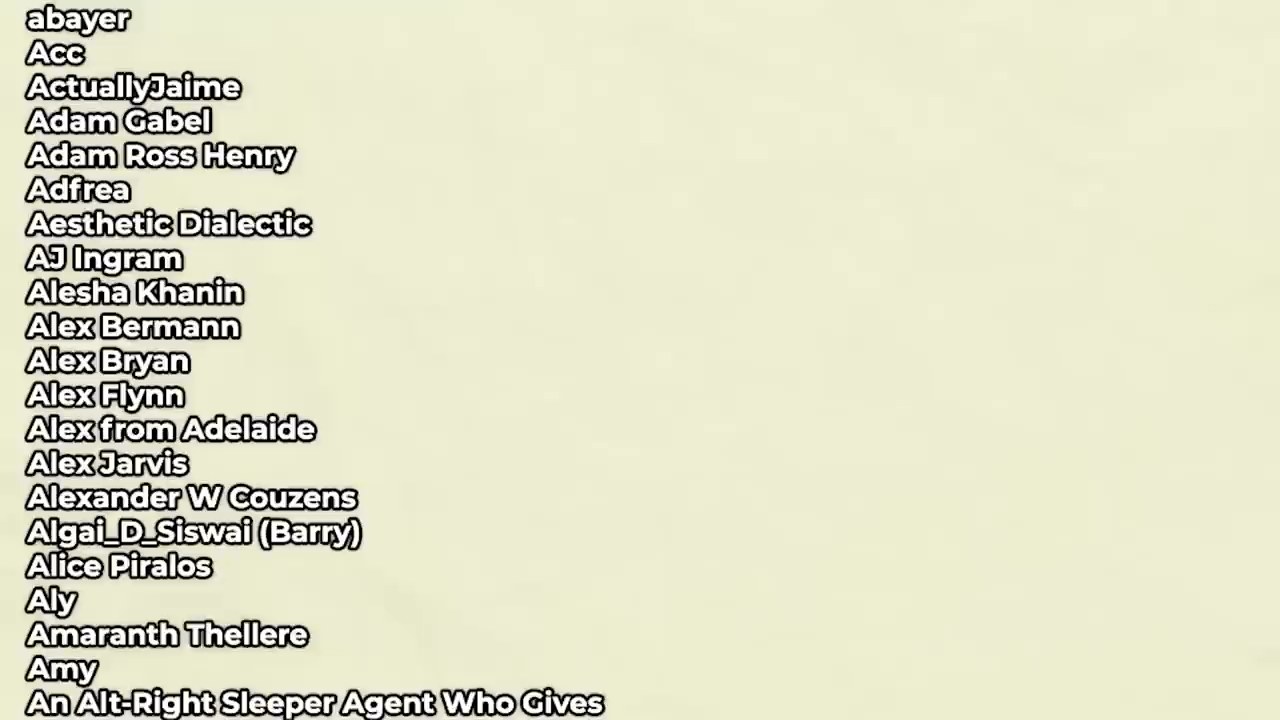 abayer
Acc
ActuallyJaime
Adam Gabel
Adam Ross Henry
Adfrea
Aesthetic Dialectic
AJ Ingram
Alesha Khanin
Alex Bermann
Alex Bryan
Alex Flynn
Alex from Adelaide
Alex Jarvis
Alexander W Couzens
Algai_D_Siswai (Barry)
Alice Piralos
Aly
Amaranth Thellere
Amy
An Alt-Right Sleeper Agent Who Gives